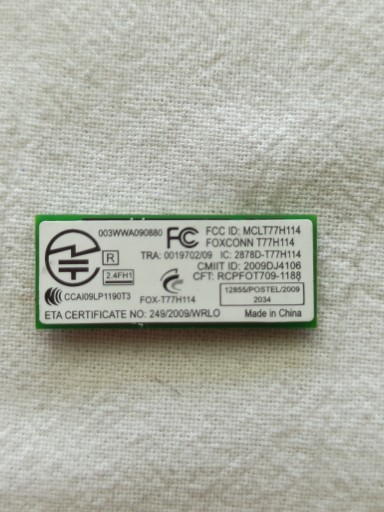 003WWA090880
FC
FCC ID: MCLT77H114
FOXCONN T77H114
R
TRA: 0019702/09 IC: 2878D-T77H114
2.4FH1
CMIIT ID: 2009DJ4106
CFT: RCPFOT709-1188
CCAI09LP1190T3
FOX-T77H114
12855/POSTEL/2009
2034
ETA CERTIFICATE NO: 249/2009/WRLO
Made in China